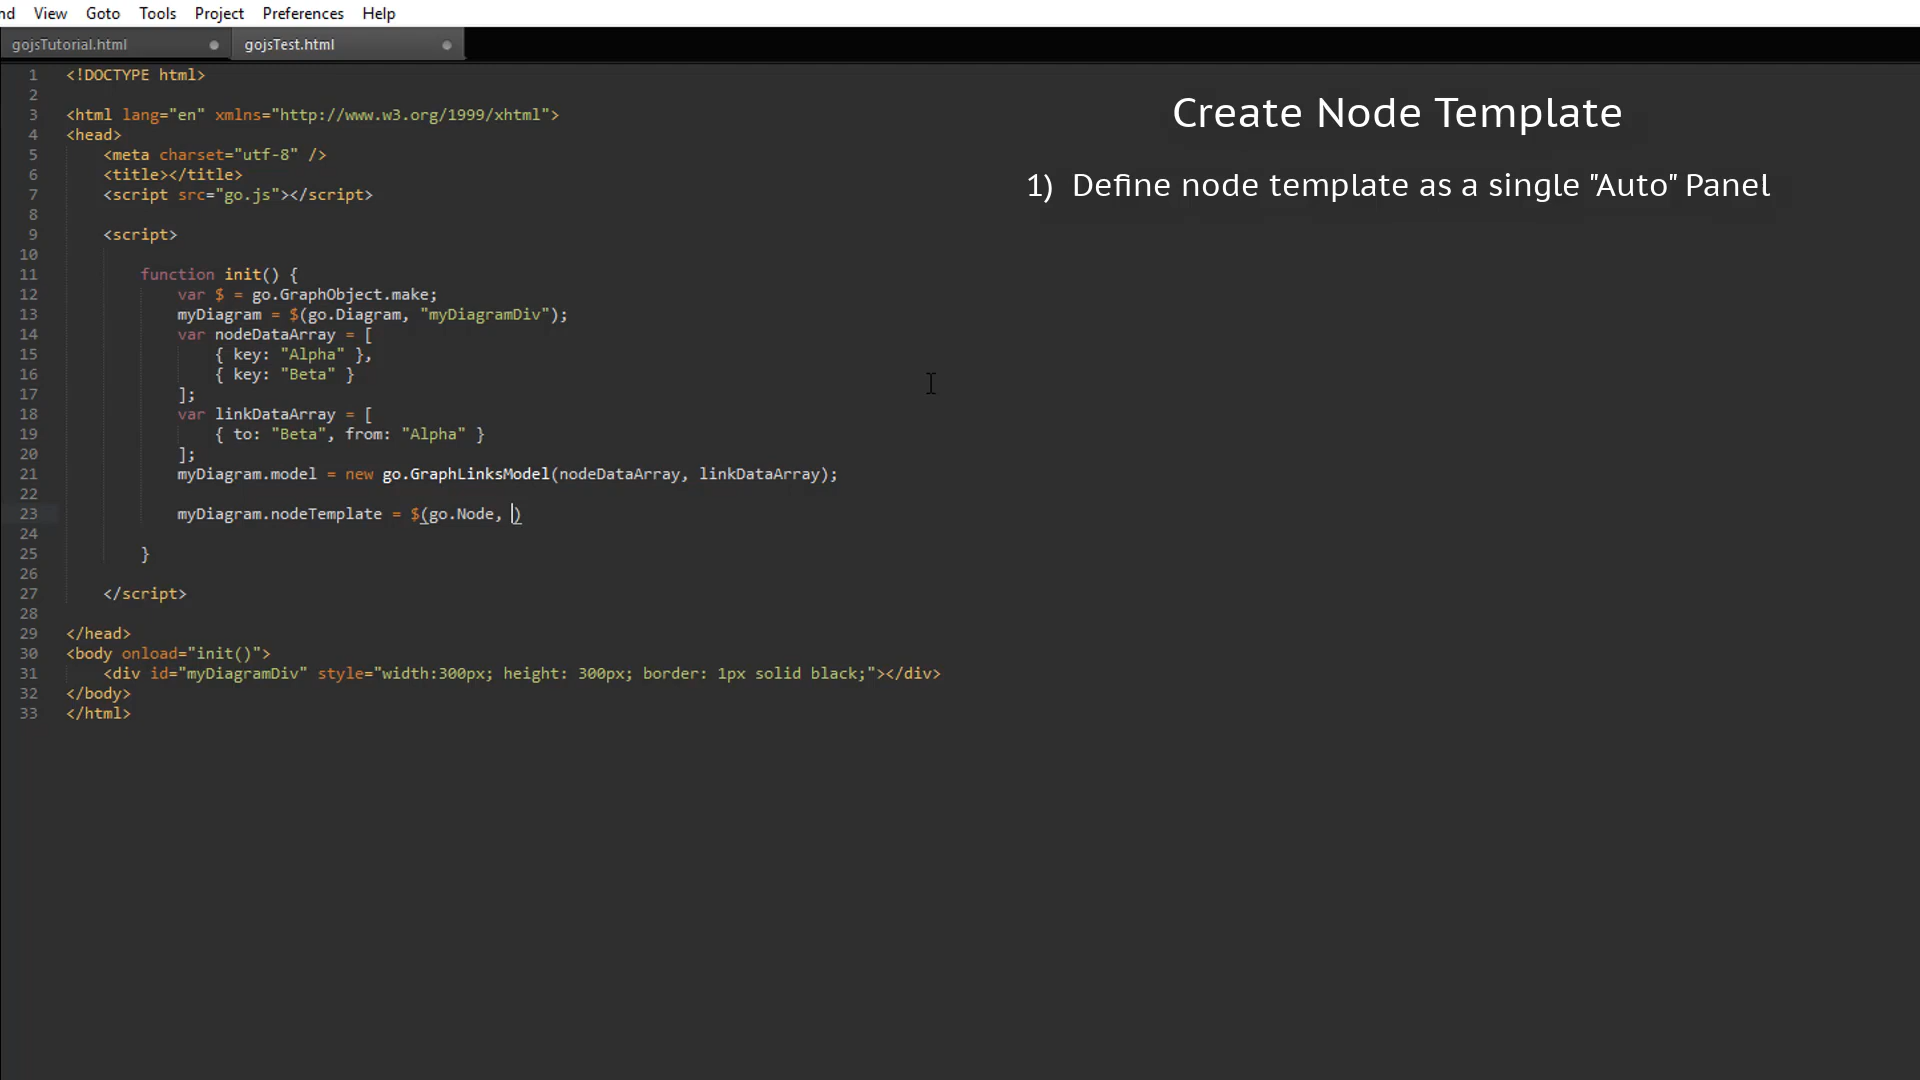 nd View Goto Tools Project Preferences Help
gojsTutorial.html gojsTest.html
Create Node Template
1) Define node template as a single "Auto" Panel
1 <!DOCTYPE html>
2
3 <html lang="en" xmlns="http://www.w3.org/1999/xhtml">
4 <head>
5 <meta charset="utf-8" />
6 <title></title>
7 <script src="go.js"></script>
8
9 <script>
10
11 function init() {
12 var $ = go.GraphObject.make;
13 myDiagram = $(go.Diagram, "myDiagramDiv");
14 var nodeDataArray = [
15 { key: "Alpha" },
16 { key: "Beta" }
17 ];
18 var linkDataArray = [
19 { to: "Beta", from: "Alpha" }
20 ];
21 myDiagram.model = new go.GraphLinksModel(nodeDataArray, linkDataArray);
22
23 myDiagram.nodeTemplate = $(go.Node, )
24
25 }
26
27 </script>
28
29 </head>
30 <body onload="init()">
31 <div id="myDiagramDiv" style="width:300px; height: 300px; border: 1px solid black;"></div>
32 </body>
33 </html>